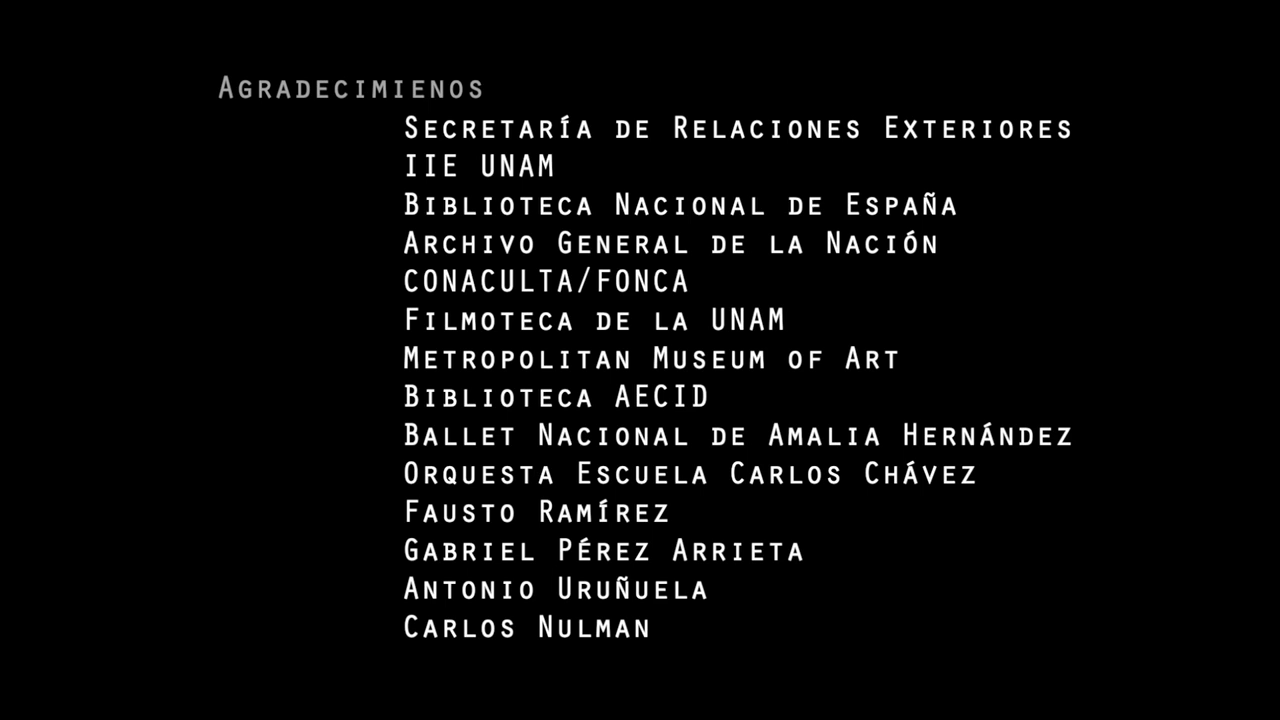 Agradecimienos
Secretaría de Relaciones Exteriores
IIE UNAM
Biblioteca Nacional de España
Archivo General de la Nación
CONACULTA/FONCA
Filmoteca de la UNAM
Metropolitan Museum of Art
Biblioteca AECID
Ballet Nacional de Amalia Hernández
Orquesta Escuela Carlos Chávez
Fausto Ramírez
Gabriel Pérez Arrieta
Antonio Uruñuela
Carlos Nulman